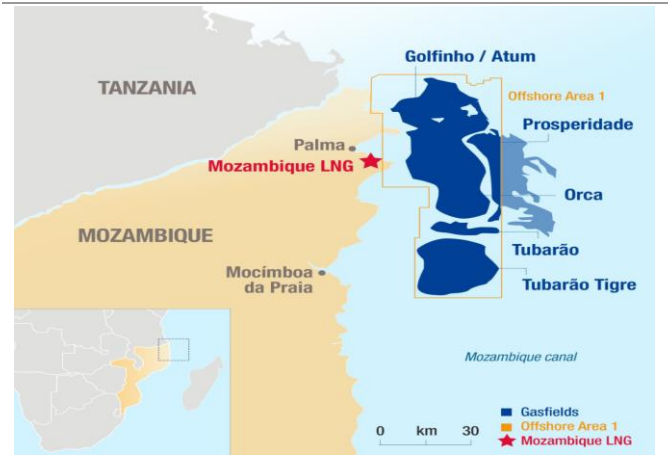 Golfinho / Atum
TANZANIA
Offshore Area 1
Prosperidade
Palma
Mozambique LNG
Orca
MOZAMBIQUE
Tubarão
Mocímboa
da Praia
Tubarão Tigre
Mozambique canal
Gasfields
0 km 30
Offshore Area 1
Mozambique LNG